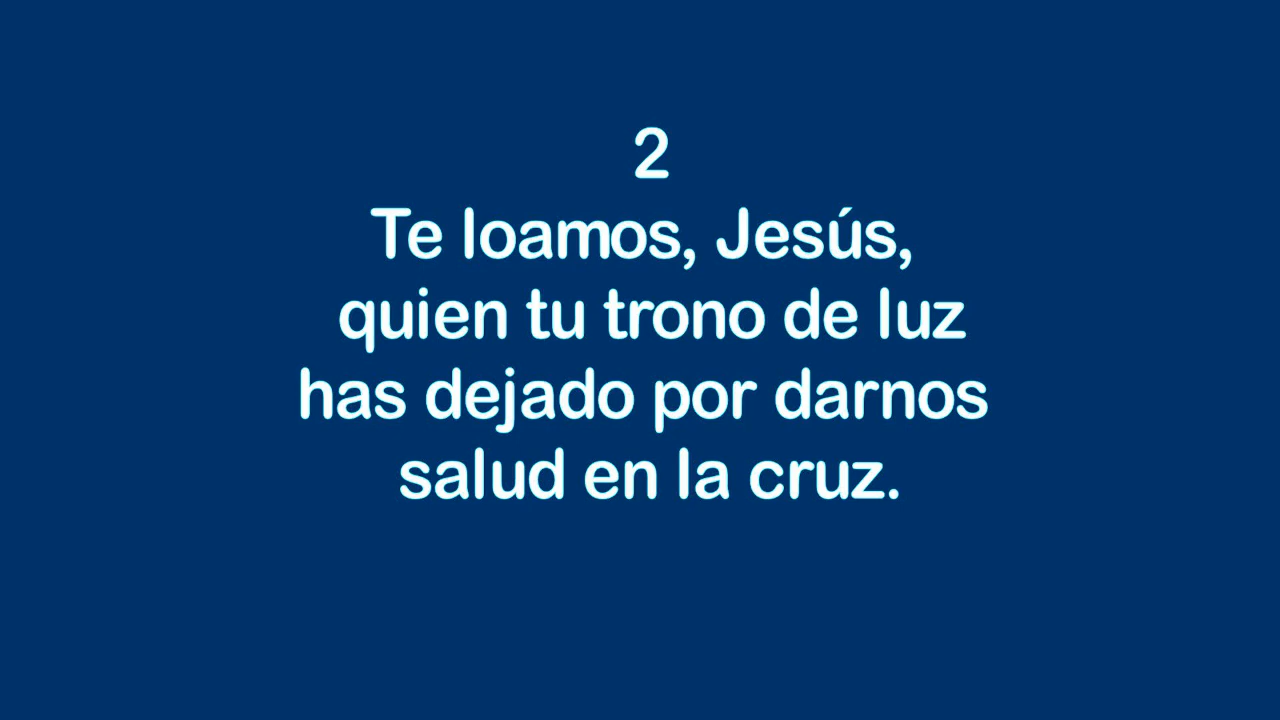 2
Te loamos, Jesús,
quien tu trono de luz
has dejado por darnos
salud en la cruz.